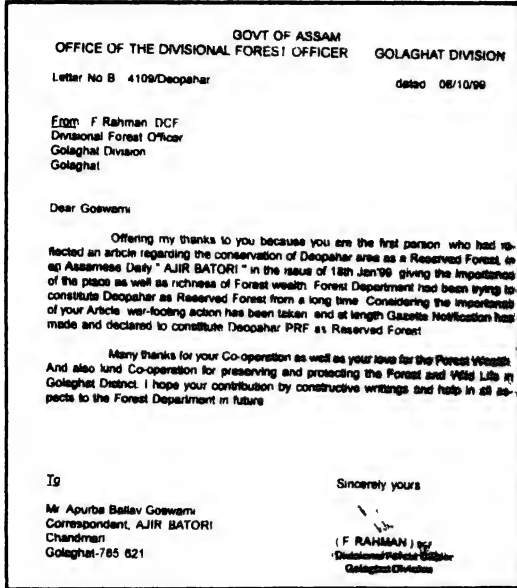 GOVT OF ASSAM
OFFICE OF THE DIVISIONAL FOREST OFFICER GOLAGHAT DIVISION
Letter No B 4109/Deopahar dated 08/10/99
From F Rahman DCF
Divisional Forest Officer
Golaghat Division
Golaghat
Dear Goswami
Offering my thanks to you because you are the first person who had re-
flected an article regarding the conservation of Deopahar area as a Reserved Forest, in
an Assamese Daily " AJIR BATORI " in the issue of 18th Jan'99 giving the importance
of the place as well as richness of Forest wealth Forest Department had been trying to
constitute Deopahar as Reserved Forest from a long time Considering the importance
of your Article war-footing action has been taken and at length Gazette Notification has
made and declared to constitute Deopahar PRF as Reserved Forest
Many thanks for your Co-operation as well as your love for the Forest Wealth
And also kind Co-operation for preserving and protecting the Forest and Wild Life in
Golaghat District. I hope your contribution by constructive writings and help in all as-
pects to the Forest Department in future
To Sincerely yours
Mr Apurba Ballav Goswami
Correspondent, AJIR BATORI
Chandmari ( F RAHMAN )
Golaghat-785 621 Divisional Forest Officer
Golaghat Division